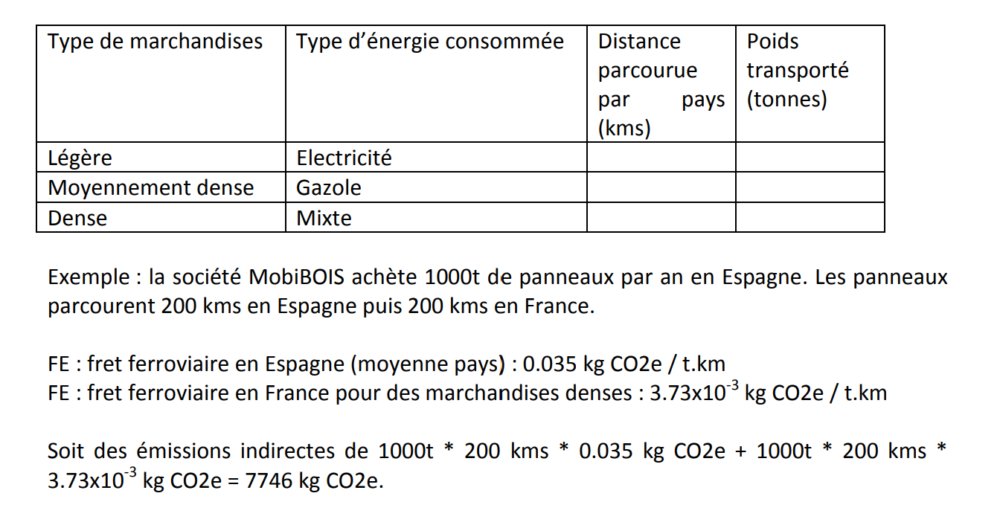 Type de marchandises Type d’énergie consommée Distance parcourue par pays (kms) Poids transporté (tonnes)
Légère Electricité
Moyennement dense Gazole
Dense Mixte
Exemple : la société MobiBOIS achète 1000t de panneaux par an en Espagne. Les panneaux
parcourent 200 kms en Espagne puis 200 kms en France.
FE : fret ferroviaire en Espagne (moyenne pays) : 0.035 kg CO2e / t.km
FE : fret ferroviaire en France pour des marchandises denses : 3.73x10⁻³ kg CO2e / t.km
Soit des émissions indirectes de 1000t * 200 kms * 0.035 kg CO2e + 1000t * 200 kms *
3.73x10⁻³ kg CO2e = 7746 kg CO2e.